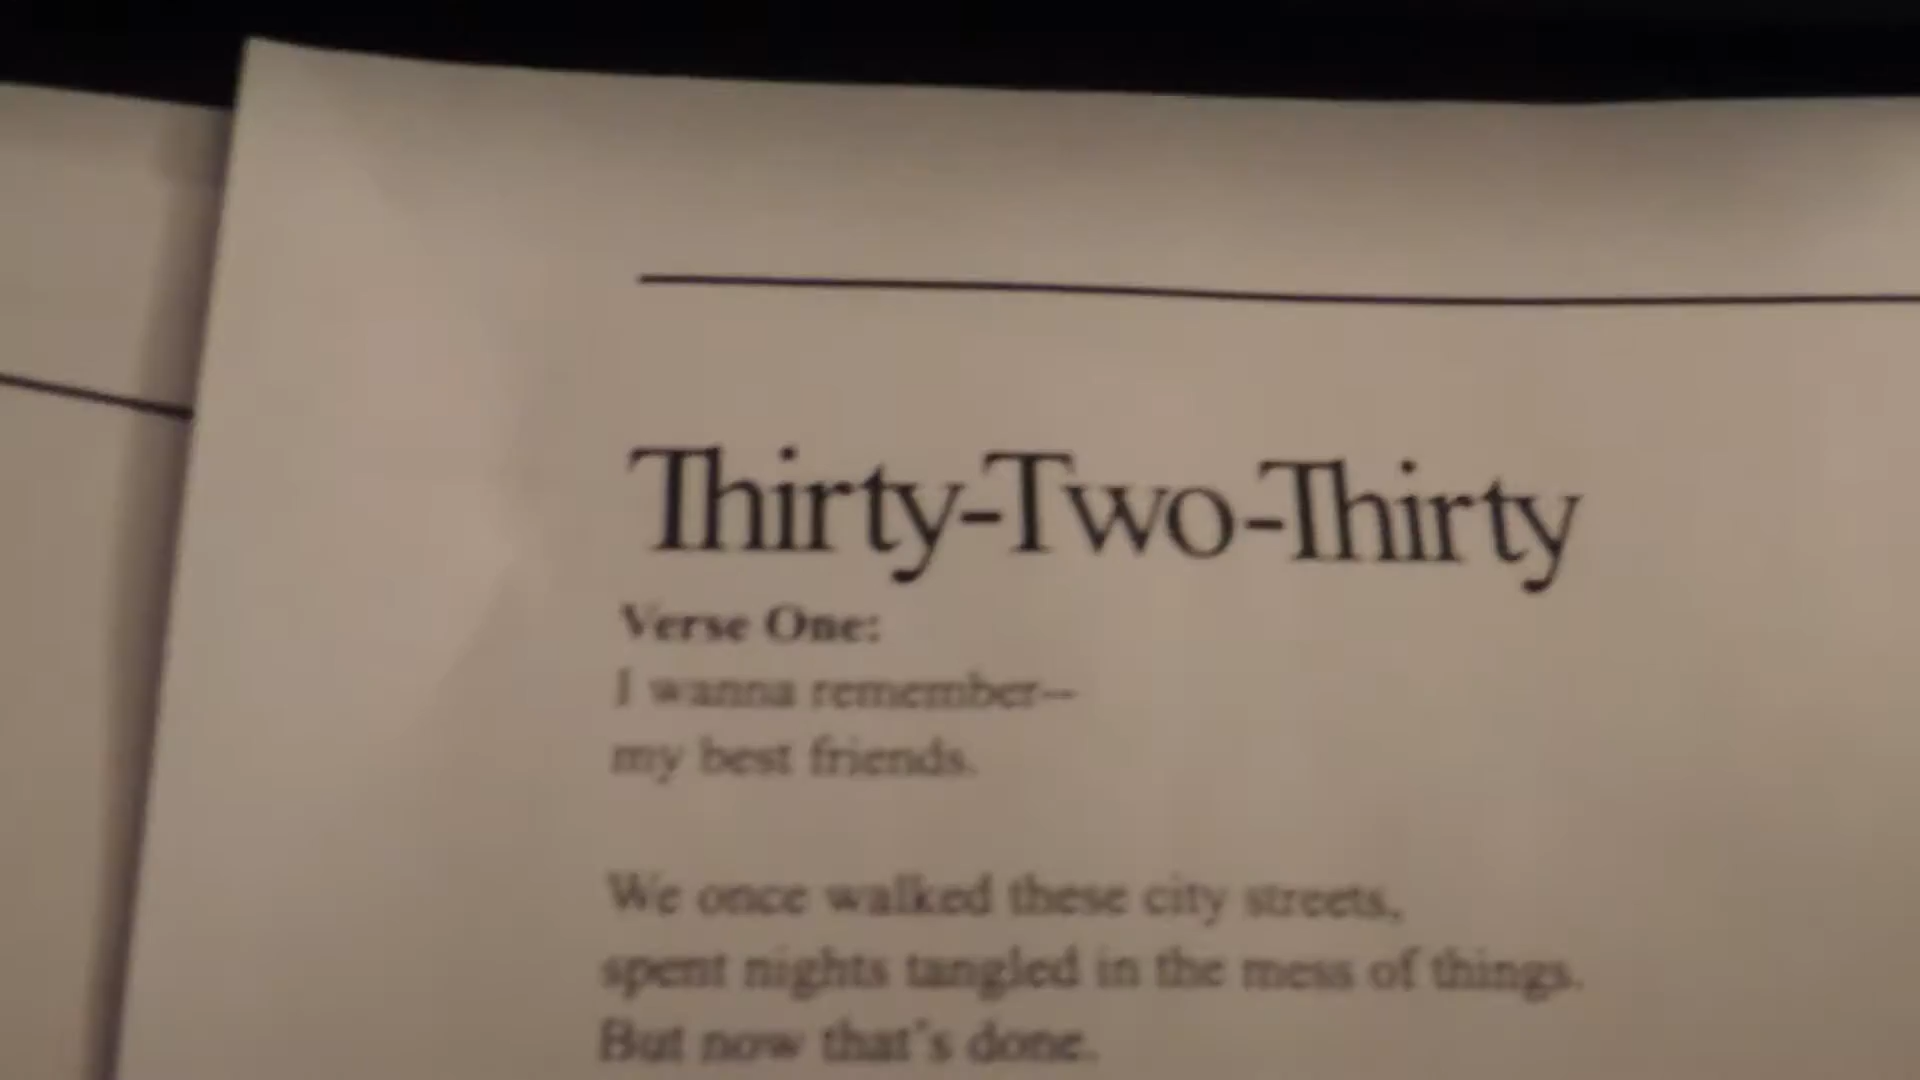 Thirty-Two-Thirty
Verse One:
I wanna remember--
my best friends.
We once walked these city streets,
spent nights tangled in the mess of things.
But now that's done.